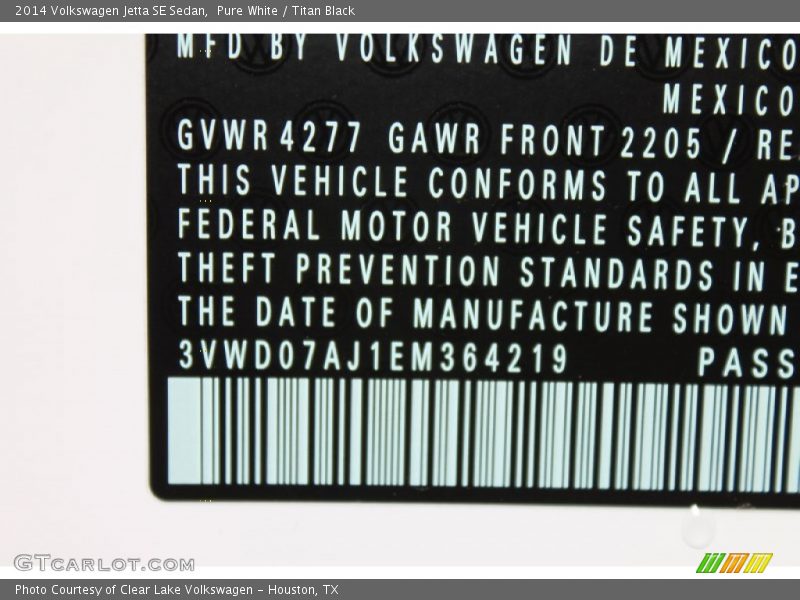 2014 Volkswagen Jetta SE Sedan, Pure White / Titan Black
MFD BY VOLKSWAGEN DE MEXICO
MEXICO
GVWR 4277 GAWR FRONT 2205 / RE
THIS VEHICLE CONFORMS TO ALL AP
FEDERAL MOTOR VEHICLE SAFETY, B
THEFT PREVENTION STANDARDS IN E
THE DATE OF MANUFACTURE SHOWN
3VWD07AJ1EM364219 PASS
GTCARLOT.COM
Photo Courtesy of Clear Lake Volkswagen - Houston, TX